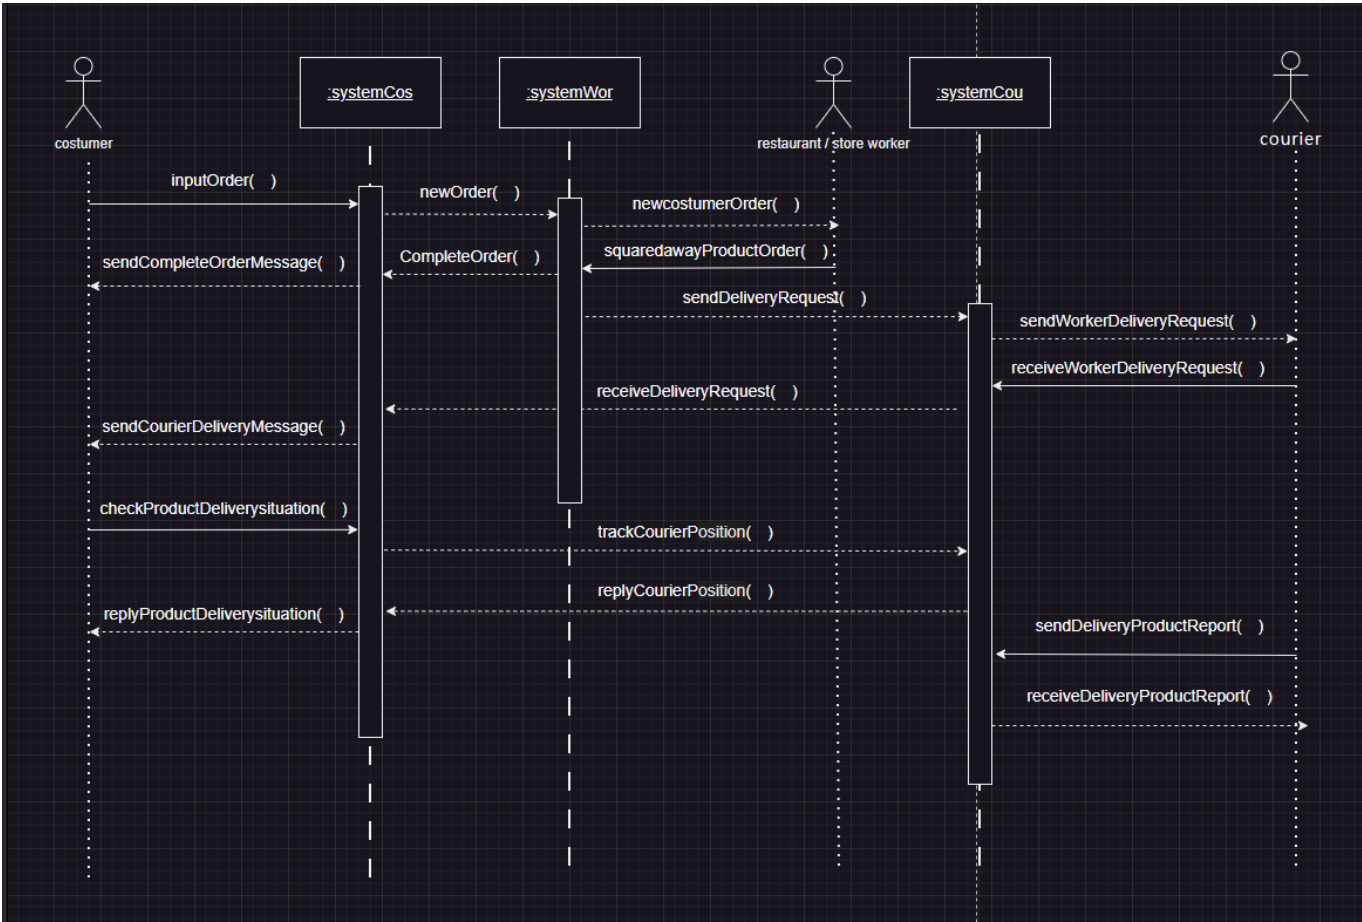 :systemCos
:systemWor
:systemCou
costumer
restaurant / store worker
courier
inputOrder( )
newOrder( )
newcostumerOrder( )
squaredawayProductOrder( )
CompleteOrder( )
sendCompleteOrderMessage( )
sendDeliveryRequest( )
sendWorkerDeliveryRequest( )
receiveWorkerDeliveryRequest( )
receiveDeliveryRequest( )
sendCourierDeliveryMessage( )
checkProductDeliverysituation( )
trackCourierPosition( )
replyCourierPosition( )
replyProductDeliverysituation( )
sendDeliveryProductReport( )
receiveDeliveryProductReport( )